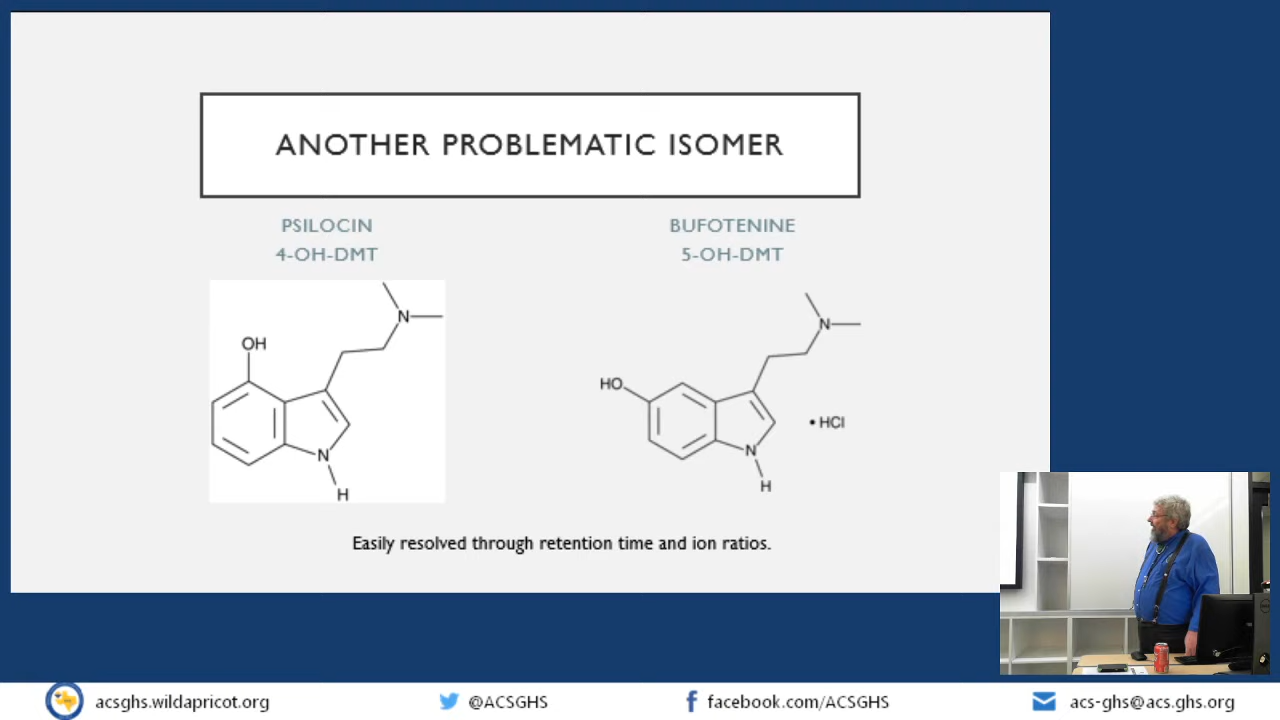 ANOTHER PROBLEMATIC ISOMER
PSILOCIN
4-OH-DMT
BUFOTENINE
5-OH-DMT
OH
N
N
H
HO
N
• HCl
N
H
Easily resolved through retention time and ion ratios.
acsghs.wildapricot.org
@ACSGHS
facebook.com/ACSGHS
acs-ghs@acs.ghs.org